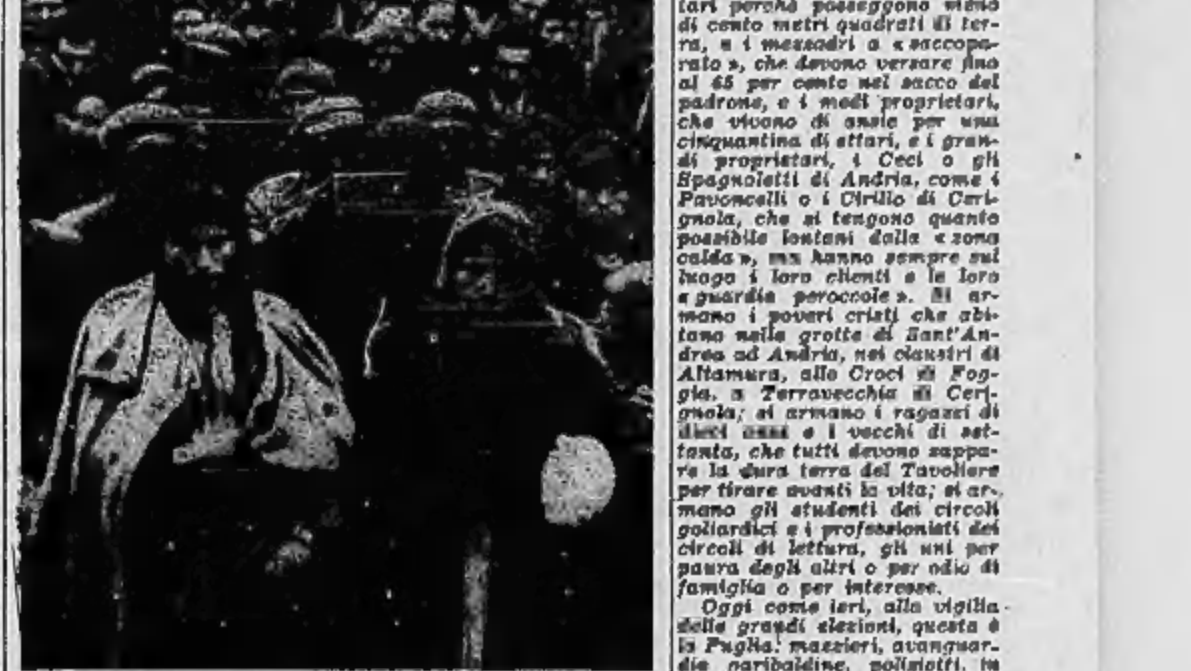 tari perchè posseggono meno
di cento metri quadrati di ter-
ra, e i mezzadri a « saccopa-
rato », che devono versare fino
al 65 per cento nel sacco del
padrone, e i medi proprietari,
che vivono di ansie per una
cinquantina di ettari, e i gran-
di proprietari, i Ceci o gli
Spagnoletti di Andria, come i
Pavoncelli o i Cirillo di Ceri-
gnola, che si tengono quanto
possibile lontani dalla « zona
calda », ma hanno sempre sul
luogo i loro clienti e le loro
« guardie peroccole ». Si ar-
mano i poveri cristi che abi-
tano nelle grotte di Sant'An-
drea ad Andria, nei claustri di
Altamura, alle Croci di Fog-
gia, a Terravecchia di Ceri-
gnola; si armano i ragazzi di
dieci anni e i vecchi di set-
tanta, che tutti devono zappa-
re la dura terra del Tavoliere
per tirare avanti la vita; si ar-
mano gli studenti dei circoli
goliardici e i professionisti dei
circoli di lettura, gli uni per
paura degli altri o per odio di
famiglia o per interesse.
Oggi come ieri, alla vigilia
delle grandi elezioni, questa è
la Puglia: mazzieri, avanguar-
die garibaldine, poliziotti, in